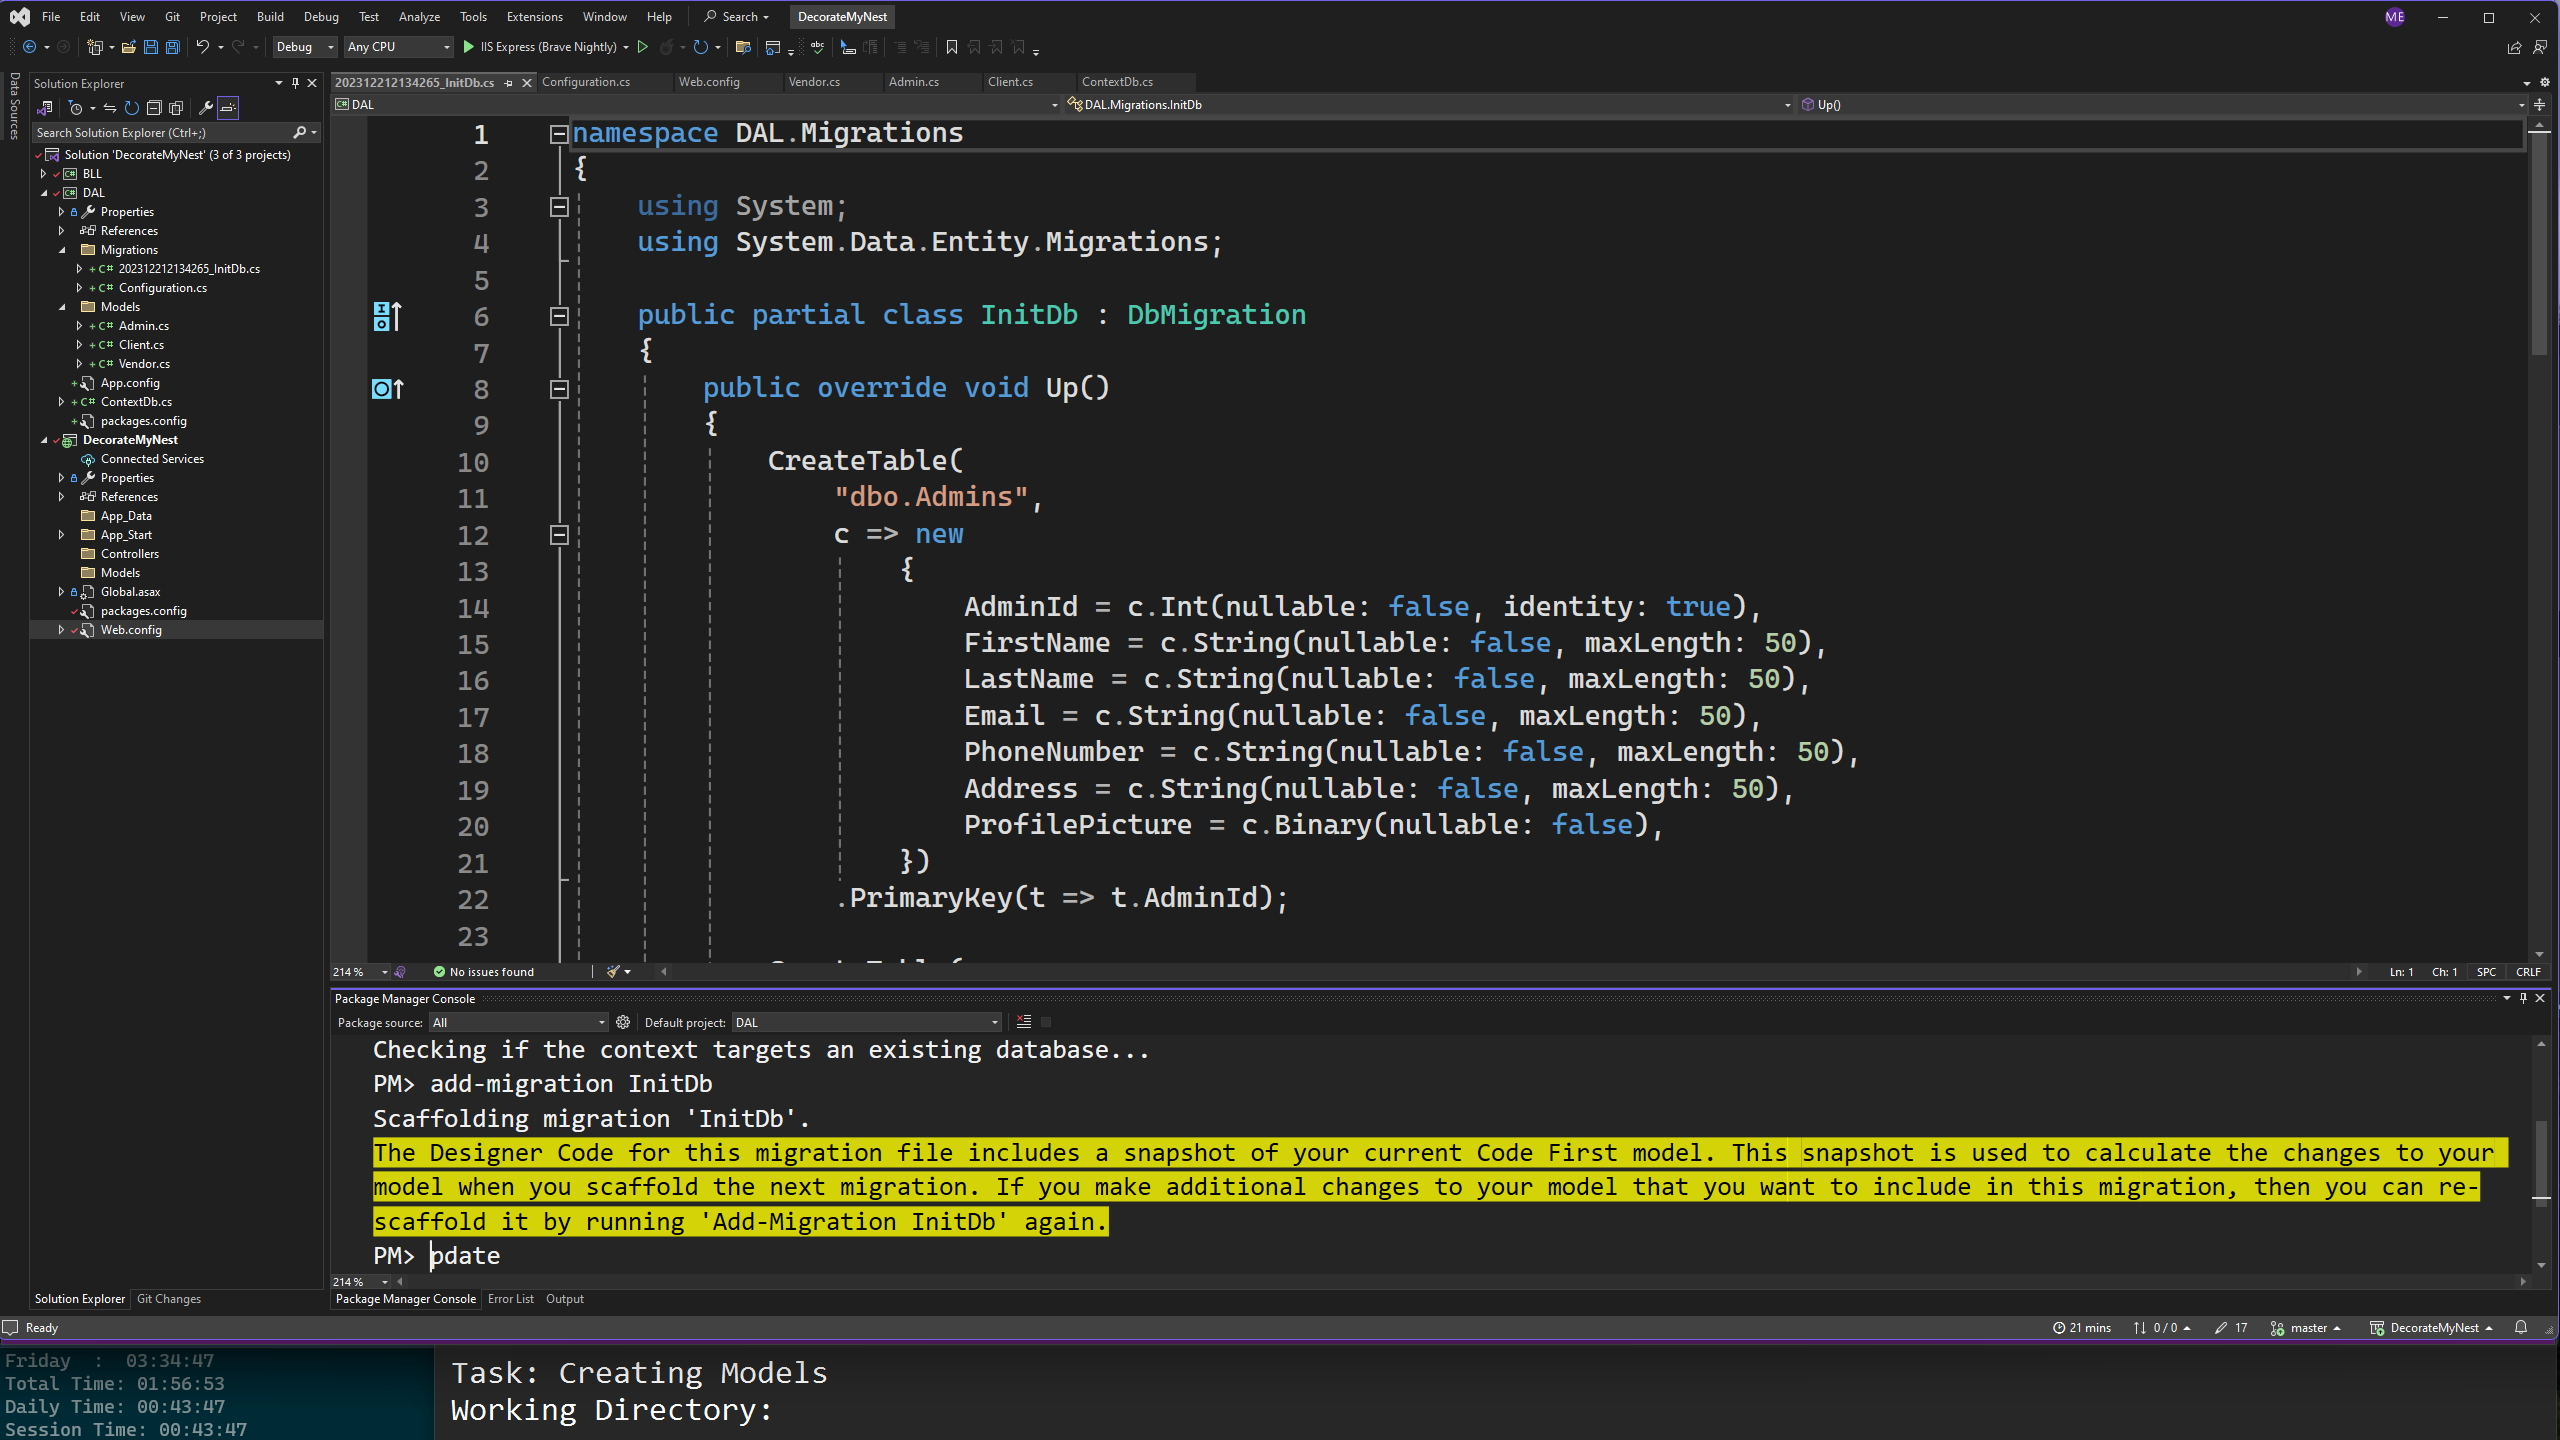 File Edit View Git Project Build Debug Test Analyze Tools Extensions Window Help Search DecorateMyNest ME
Debug Any CPU IIS Express (Brave Nightly)
Data Sources
Solution Explorer
Search Solution Explorer (Ctrl+;)
Solution 'DecorateMyNest' (3 of 3 projects)
BLL
DAL
Properties
References
Migrations
C# 202312212134265_InitDb.cs
C# Configuration.cs
Models
C# Admin.cs
C# Client.cs
C# Vendor.cs
App.config
C# ContextDb.cs
packages.config
DecorateMyNest
Connected Services
Properties
References
App_Data
App_Start
Controllers
Models
Global.asax
packages.config
Web.config
Solution Explorer Git Changes
202312212134265_InitDb.cs Configuration.cs Web.config Vendor.cs Admin.cs Client.cs ContextDb.cs
DAL DAL.Migrations.InitDb Up()
1 namespace DAL.Migrations
2 {
3 using System;
4 using System.Data.Entity.Migrations;
5
6 public partial class InitDb : DbMigration
7 {
8 public override void Up()
9 {
10 CreateTable(
11 "dbo.Admins",
12 c => new
13 {
14 AdminId = c.Int(nullable: false, identity: true),
15 FirstName = c.String(nullable: false, maxLength: 50),
16 LastName = c.String(nullable: false, maxLength: 50),
17 Email = c.String(nullable: false, maxLength: 50),
18 PhoneNumber = c.String(nullable: false, maxLength: 50),
19 Address = c.String(nullable: false, maxLength: 50),
20 ProfilePicture = c.Binary(nullable: false),
21 })
22 .PrimaryKey(t => t.AdminId);
23
214 % No issues found Ln: 1 Ch: 1 SPC CRLF
Package Manager Console
Package source: All Default project: DAL
Checking if the context targets an existing database...
PM> add-migration InitDb
Scaffolding migration 'InitDb'.
The Designer Code for this migration file includes a snapshot of your current Code First model. This snapshot is used to calculate the changes to your
model when you scaffold the next migration. If you make additional changes to your model that you want to include in this migration, then you can re-
scaffold it by running 'Add-Migration InitDb' again.
PM> pdate
214 %
Package Manager Console Error List Output
Ready 21 mins 0 / 0 17 master DecorateMyNest
Friday : 03:34:47
Total Time: 01:56:53
Daily Time: 00:43:47
Session Time: 00:43:47
Task: Creating Models
Working Directory: